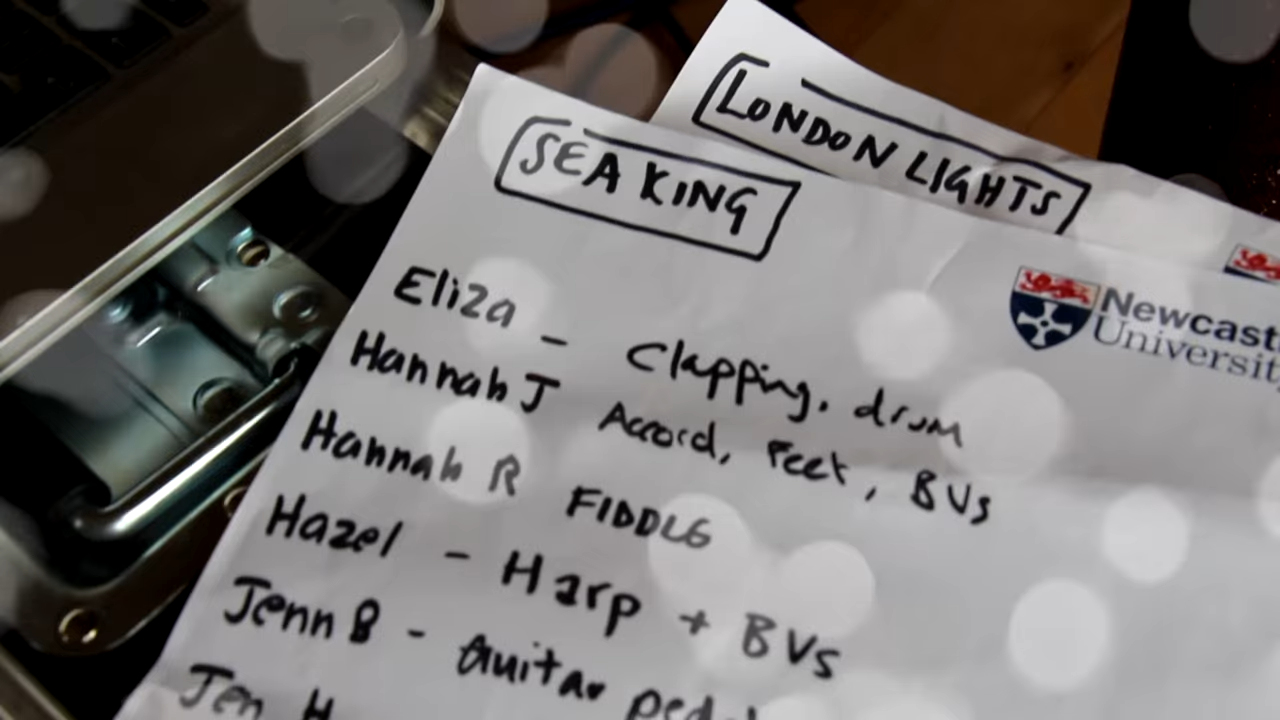 LONDON LIGHTS
SEA KING
Newcast
Universit
Eliza - Clapping, drum
Hannah J Accord, Feet, BVs
Hannah R FIDDLE
Hazel - Harp + BVs
Jenn B - Guitar
Jen H